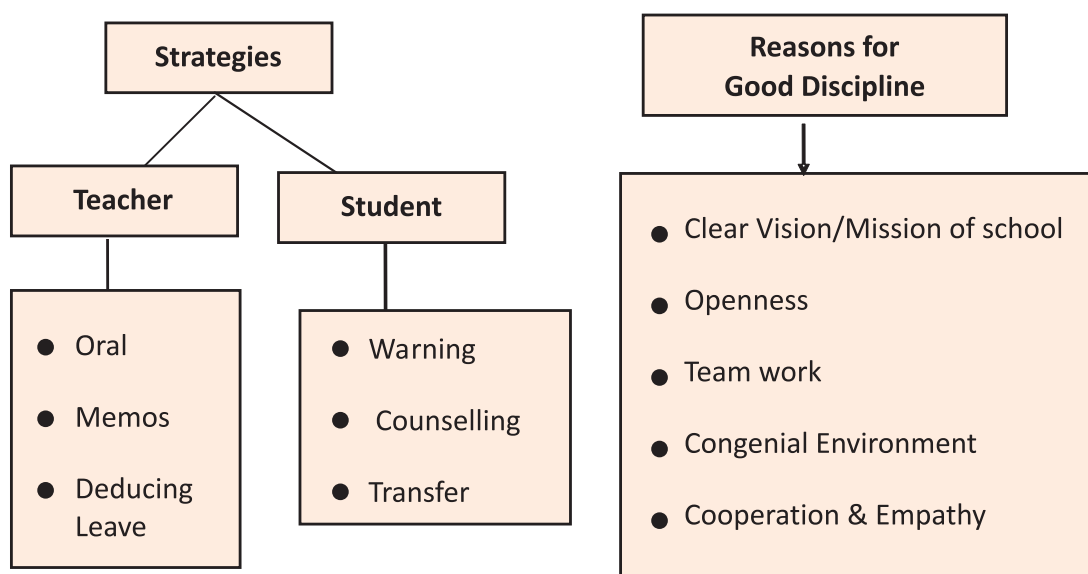 Strategies
Teacher
Oral
Memos
Deducing
Leave
Student
Warning
Counselling
Transfer
Reasons for
Good Discipline
Clear Vision/Mission of school
Openness
Team work
Congenial Environment
Cooperation & Empathy